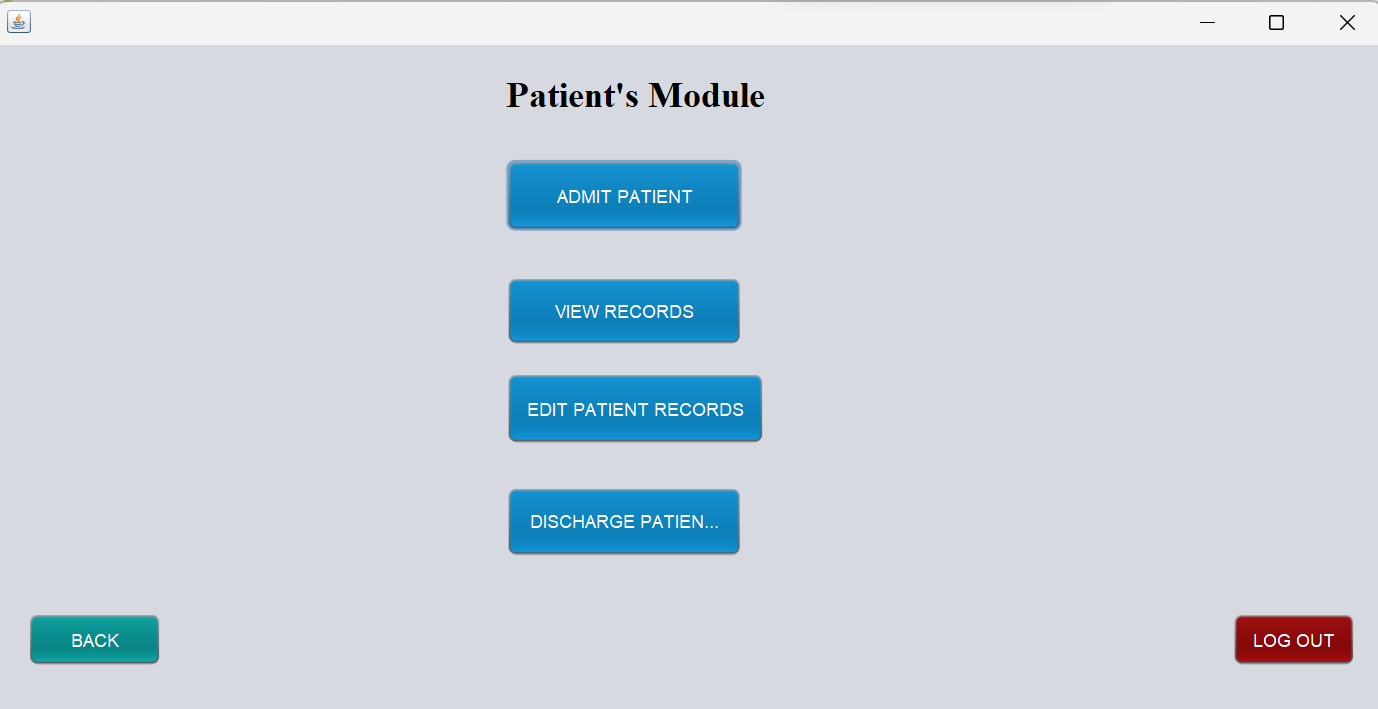 Patient's Module
ADMIT PATIENT
VIEW RECORDS
EDIT PATIENT RECORDS
DISCHARGE PATIEN...
BACK
LOG OUT